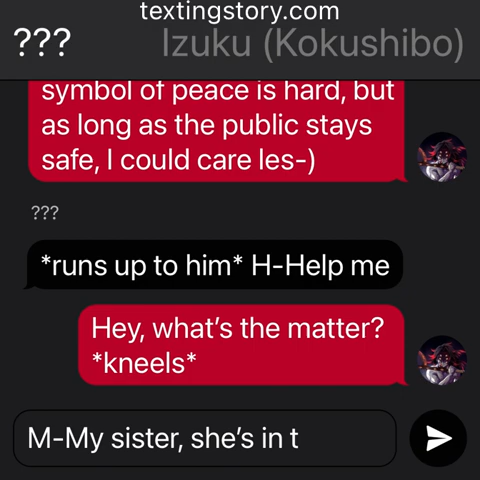 textingstory.com
??? Izuku (Kokushibo)
symbol of peace is hard, but
as long as the public stays
safe, I could care les-)
???
*runs up to him* H-Help me
Hey, what's the matter?
*kneels*
M-My sister, she's in t